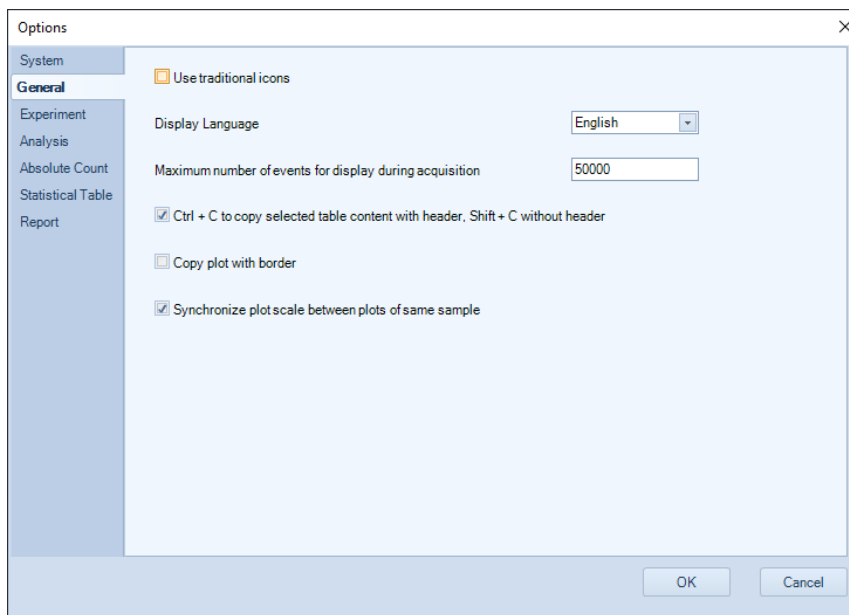 Options
System
General
Experiment
Analysis
Absolute Count
Statistical Table
Report
Use traditional icons
Display Language
English
Maximum number of events for display during acquisition
50000
Ctrl + C to copy selected table content with header, Shift + C without header
Copy plot with border
Synchronize plot scale between plots of same sample
OK
Cancel